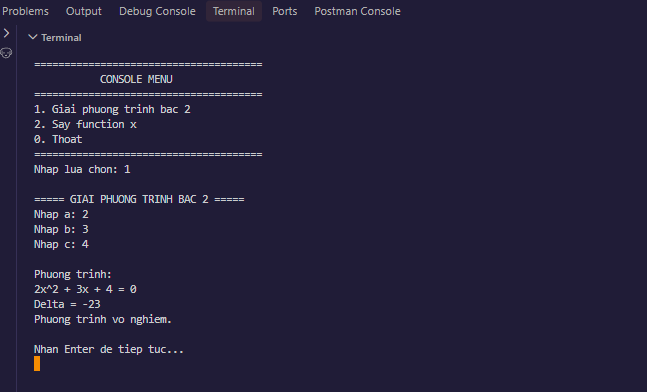 Problems Output Debug Console Terminal Ports Postman Console
Terminal
======================================
CONSOLE MENU
======================================
1. Giai phuong trinh bac 2
2. Say function x
0. Thoat
======================================
Nhap lua chon: 1
===== GIAI PHUONG TRINH BAC 2 =====
Nhap a: 2
Nhap b: 3
Nhap c: 4
Phuong trinh:
2x^2 + 3x + 4 = 0
Delta = -23
Phuong trinh vo nghiem.
Nhan Enter de tiep tuc...